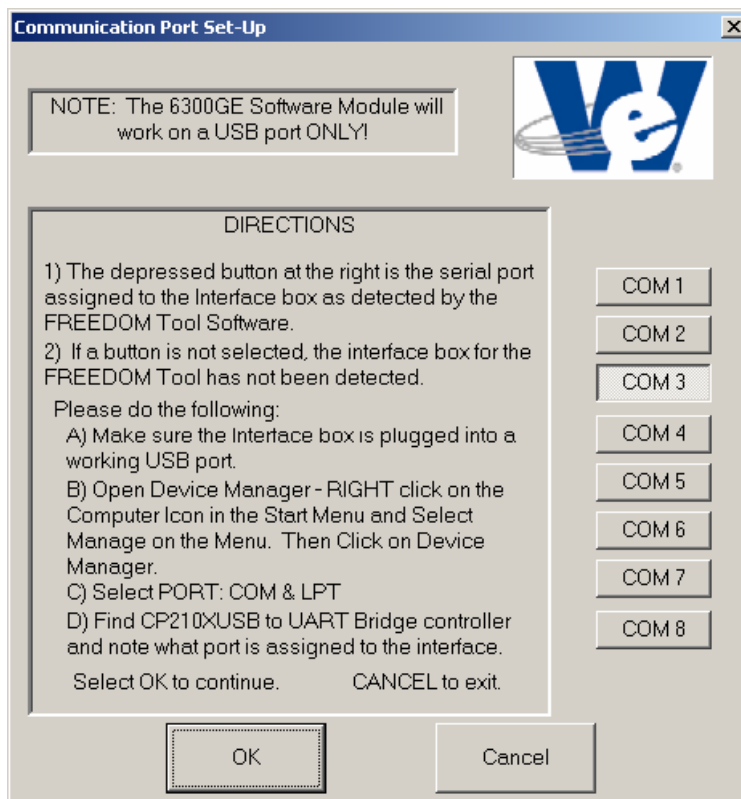 Communication Port Set-Up
NOTE: The 6300GE Software Module will
work on a USB port ONLY!
We
DIRECTIONS
1) The depressed button at the right is the serial port
assigned to the Interface box as detected by the
FREEDOM Tool Software.
2) If a button is not selected, the interface box for the
FREEDOM Tool has not been detected.
Please do the following:
A) Make sure the Interface box is plugged into a
working USB port.
B) Open Device Manager - RIGHT click on the
Computer Icon in the Start Menu and Select
Manage on the Menu. Then Click on Device
Manager.
C) Select PORT: COM & LPT
D) Find CP210XUSB to UART Bridge controller
and note what port is assigned to the interface.
Select OK to continue. CANCEL to exit.
COM 1
COM 2
COM 3
COM 4
COM 5
COM 6
COM 7
COM 8
OK
Cancel